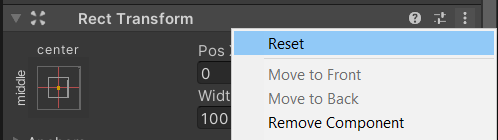 Rect Transform
center
middle
Pos
0
Widt
100
Reset
Move to Front
Move to Back
Remove Component